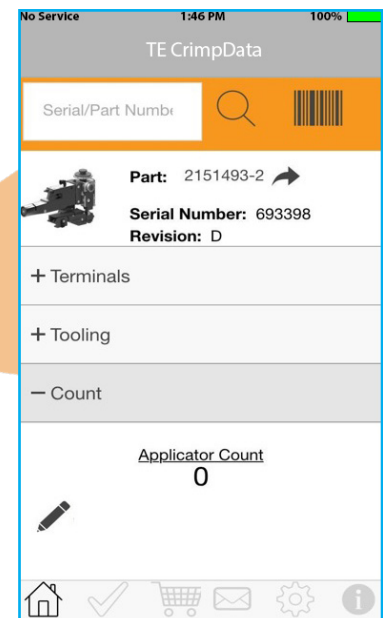 No Service 1:46 PM 100%
TE CrimpData
Serial/Part Numbe
Part: 2151493-2
Serial Number: 693398
Revision: D
+ Terminals
+ Tooling
− Count
Applicator Count
0